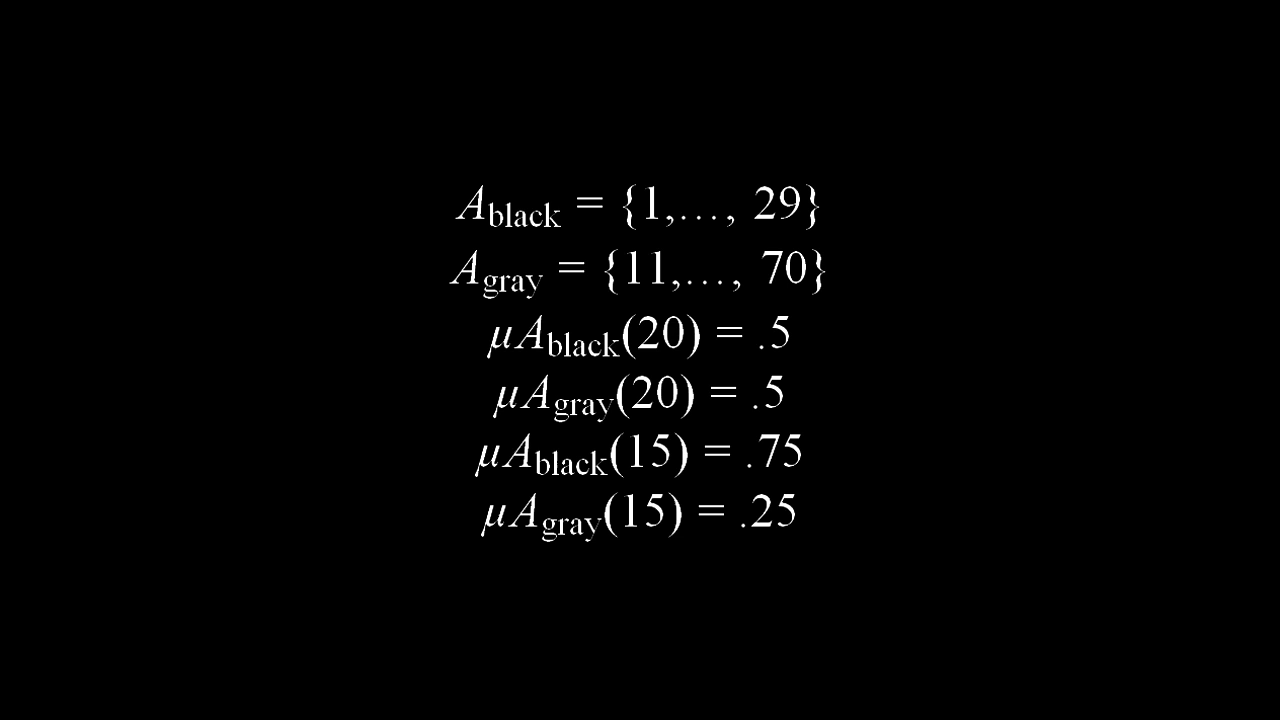 A_black = {1,…, 29}
A_gray = {11,…, 70}
μA_black(20) = .5
μA_gray(20) = .5
μA_black(15) = .75
μA_gray(15) = .25